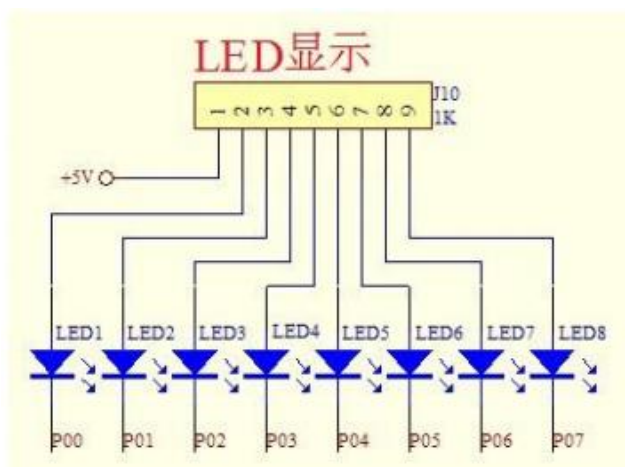 LED显示
1 2 3 4 5 6 7 8 9
J10
1K
+5V
LED1 LED2 LED3 LED4 LED5 LED6 LED7 LED8
P00 P01 P02 P03 P04 P05 P06 P07